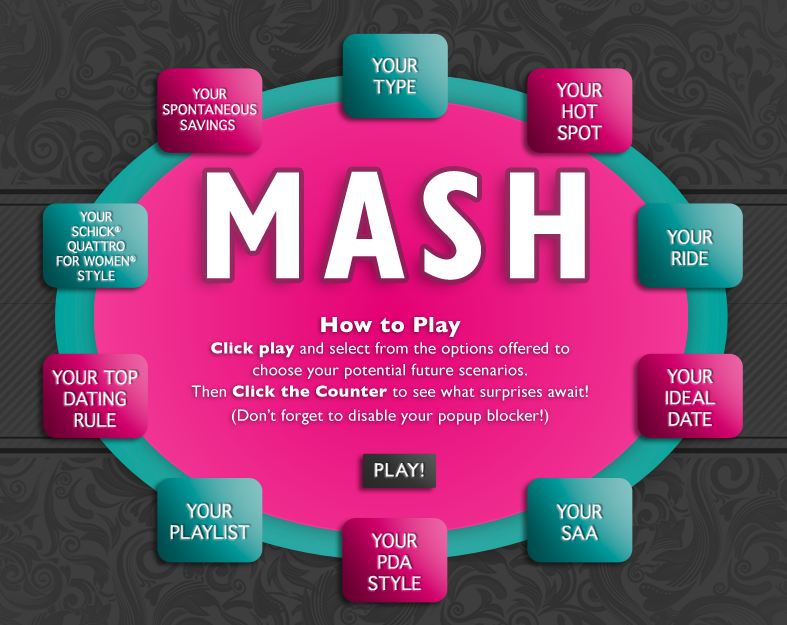 YOUR
TYPE
YOUR
SPONTANEOUS
SAVINGS
YOUR
HOT
SPOT
MASH
YOUR
SCHICK®
QUATTRO
FOR WOMEN®
STYLE
YOUR
RIDE
How to Play
Click play and select from the options offered to
choose your potential future scenarios.
Then Click the Counter to see what surprises await!
(Don't forget to disable your popup blocker!)
YOUR TOP
DATING
RULE
YOUR
IDEAL
DATE
PLAY!
YOUR
PLAYLIST
YOUR
SAA
YOUR
PDA
STYLE